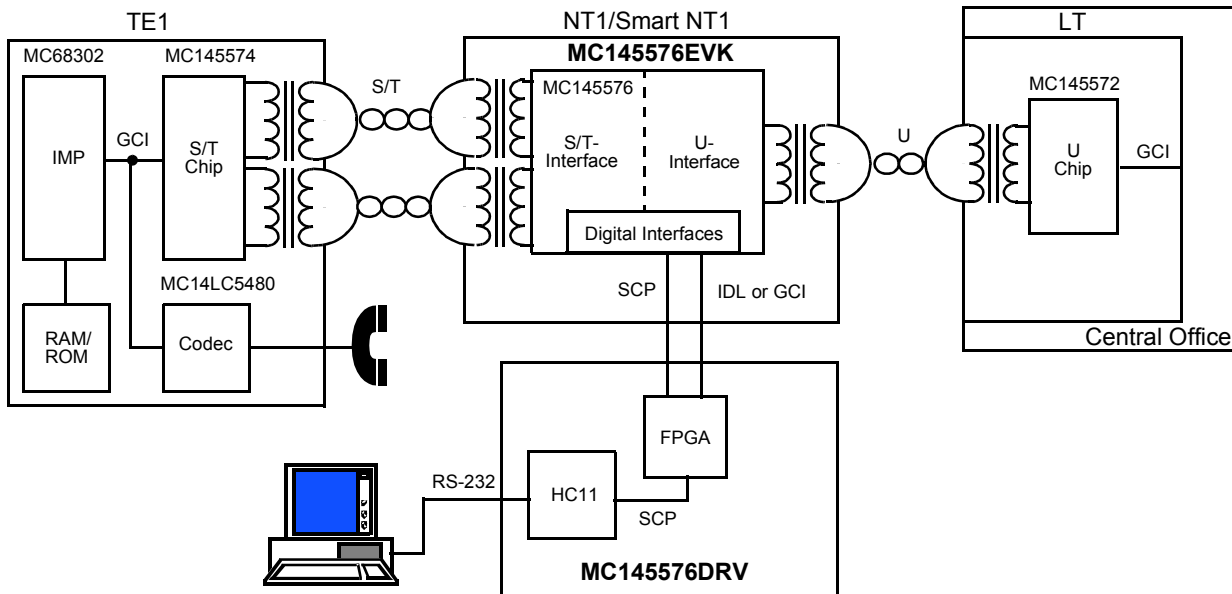 TE1
MC68302
MC145574
IMP
GCI
S/T
Chip
MC14LC5480
RAM/
ROM
Codec
S/T
NT1/Smart NT1
MC145576EVK
MC145576
S/T-
Interface
U-
Interface
Digital Interfaces
SCP
IDL or GCI
U
LT
MC145572
U
Chip
GCI
Central Office
FPGA
HC11
RS-232
SCP
MC145576DRV